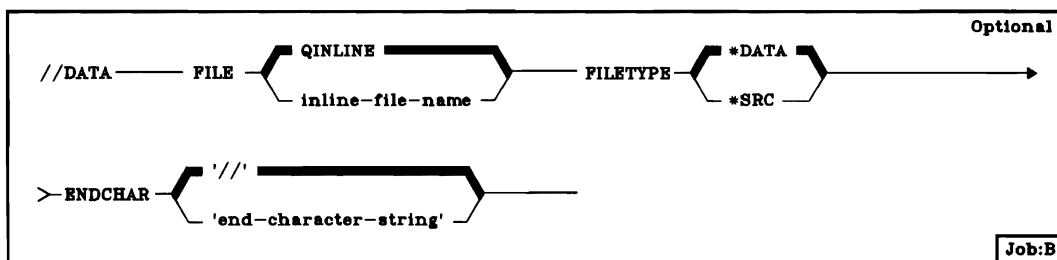 Optional
QINLINE *DATA
//DATA FILE FILETYPE
inline-file-name *SRC
'//'
ENDCHAR
'end-character-string'
Job:B